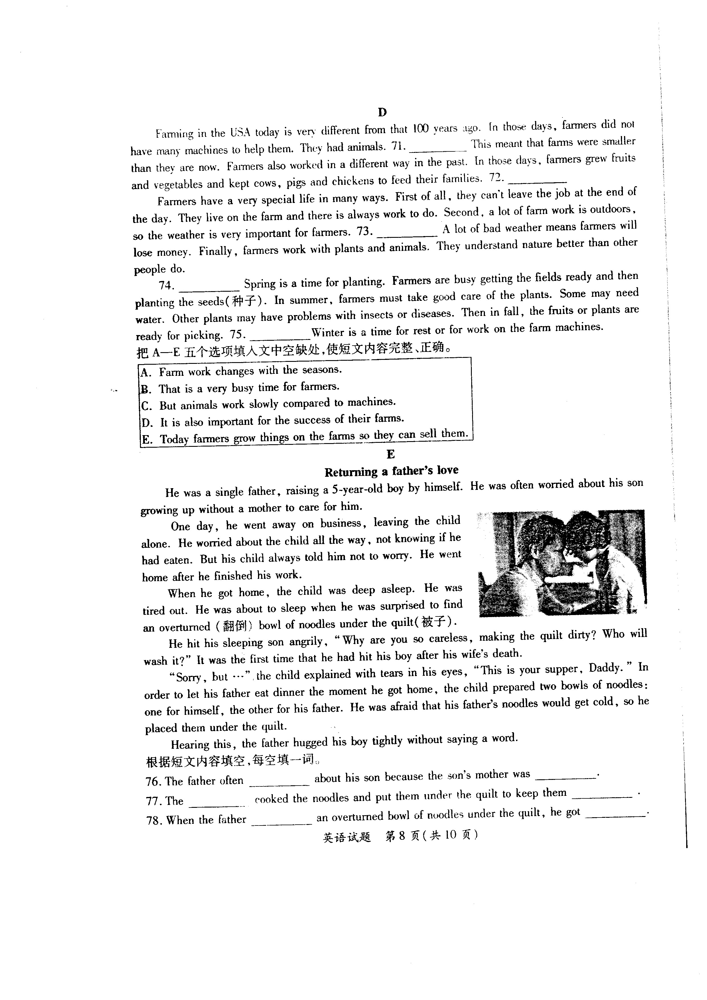 D
Farming in the USA today is very different from that 100 years ago. In those days, farmers did not
have many machines to help them. They had animals. 71. __________ This meant that farms were smaller
than they are now. Farmers also worked in a different way in the past. In those days, farmers grew fruits
and vegetables and kept cows, pigs and chickens to feed their families. 72. __________
Farmers have a very special life in many ways. First of all, they can't leave the job at the end of
the day. They live on the farm and there is always work to do. Second, a lot of farm work is outdoors,
so the weather is very important for farmers. 73. __________ A lot of bad weather means farmers will
lose money. Finally, farmers work with plants and animals. They understand nature better than other
people do.
74. __________ Spring is a time for planting. Farmers are busy getting the fields ready and then
planting the seeds(种子). In summer, farmers must take good care of the plants. Some may need
water. Other plants may have problems with insects or diseases. Then in fall, the fruits or plants are
ready for picking. 75. __________ Winter is a time for rest or for work on the farm machines.
把 A—E 五个选项填入文中空缺处,使短文内容完整、正确。
A. Farm work changes with the seasons.
B. That is a very busy time for farmers.
C. But animals work slowly compared to machines.
D. It is also important for the success of their farms.
E. Today farmers grow things on the farms so they can sell them.
E
Returning a father's love
He was a single father, raising a 5-year-old boy by himself. He was often worried about his son
growing up without a mother to care for him.
One day, he went away on business, leaving the child
alone. He worried about the child all the way, not knowing if he
had eaten. But his child always told him not to worry. He went
home after he finished his work.
When he got home, the child was deep asleep. He was
tired out. He was about to sleep when he was surprised to find
an overturned (翻倒) bowl of noodles under the quilt(被子).
He hit his sleeping son angrily, “Why are you so careless, making the quilt dirty? Who will
wash it?” It was the first time that he had hit his boy after his wife's death.
“Sorry, but …” the child explained with tears in his eyes, “This is your supper, Daddy.” In
order to let his father eat dinner the moment he got home, the child prepared two bowls of noodles:
one for himself, the other for his father. He was afraid that his father's noodles would get cold, so he
placed them under the quilt.
Hearing this, the father hugged his boy tightly without saying a word.
根据短文内容填空,每空填一词。
76. The father often __________ about his son because the son's mother was __________.
77. The __________ cooked the noodles and put them under the quilt to keep them __________.
78. When the father __________ an overturned bowl of noodles under the quilt, he got __________.
英语试题 第 8 页(共 10 页)